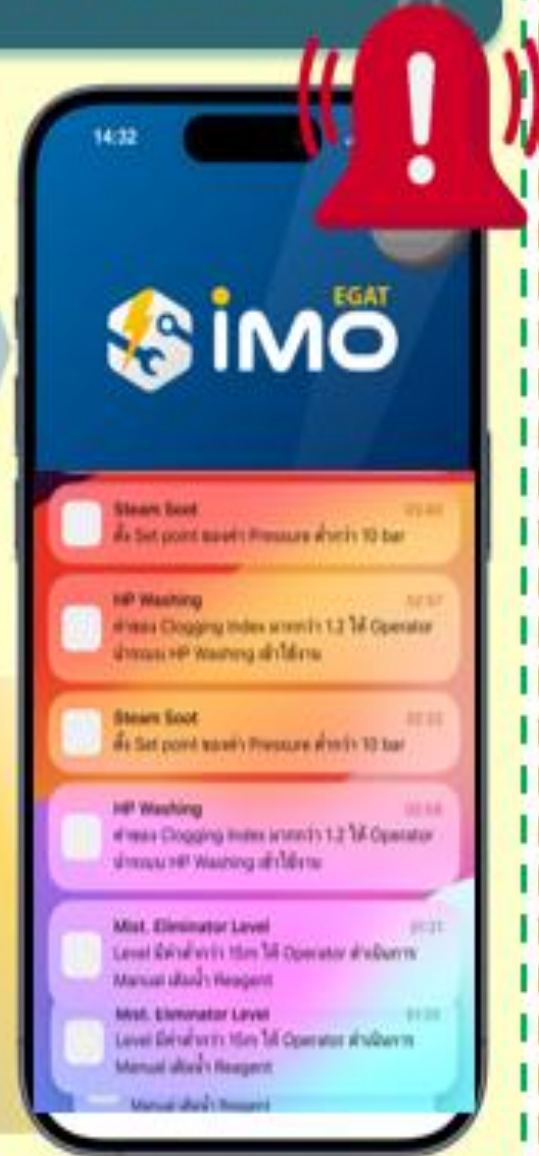 14:32
EGAT
iMO
Steam Soot
ตั้ง Set point ของค่า Pressure ต่ำกว่า 10 bar
HP Washing
ค่าของ Clogging Index มากกว่า 1.2 ให้ Operator
นำระบบ HP Washing เข้าใช้งาน
Steam Soot
ตั้ง Set point ของค่า Pressure ต่ำกว่า 10 bar
HP Washing
ค่าของ Clogging Index มากกว่า 1.2 ให้ Operator
นำระบบ HP Washing เข้าใช้งาน
Mist. Eliminator Level
Level มีค่าต่ำกว่า 15m ให้ Operator ดำเนินการ
Manual เติมน้ำ Reagent
Mist. Eliminator Level
Level มีค่าต่ำกว่า 15m ให้ Operator ดำเนินการ
Manual เติมน้ำ Reagent
Manual เติมน้ำ Reagent